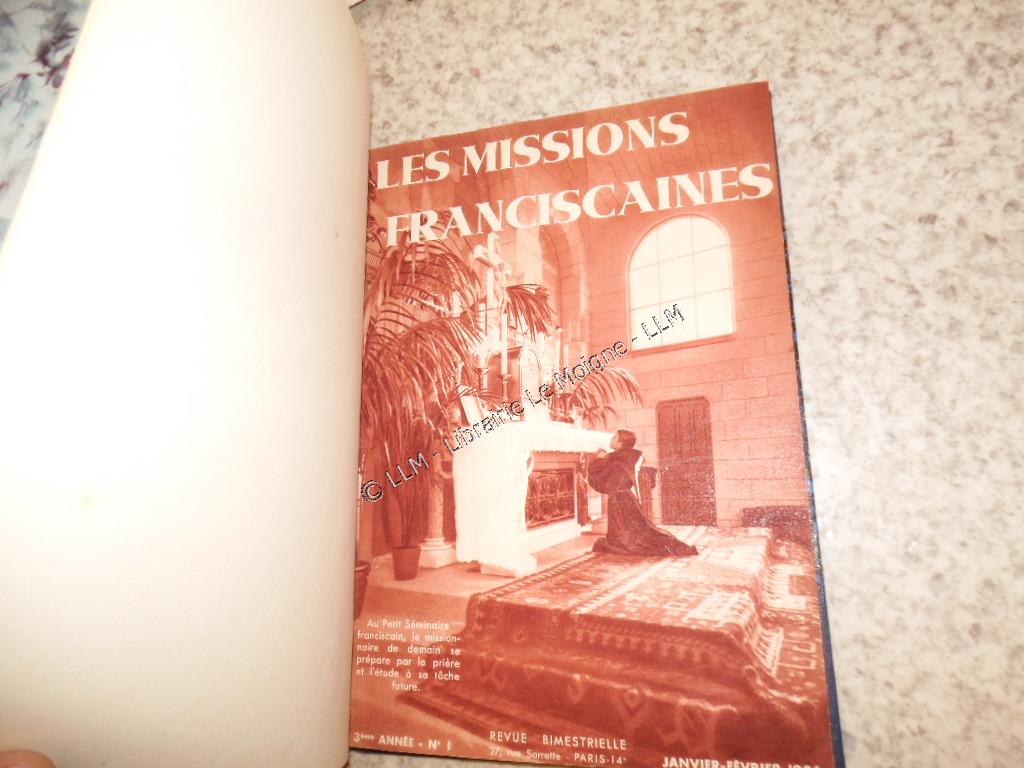 LES MISSIONS
FRANCISCAINES
© LLM - Librairie Le Moigne - LLM
Au Petit Séminaire
franciscain, le mission-
naire de demain se
prépare par la prière
et l'étude à sa tâche
future.
3ème ANNÉE - N° 1
REVUE BIMESTRIELLE
27, rue Sarrette - PARIS-14e
JANVIER-FÉVRIER